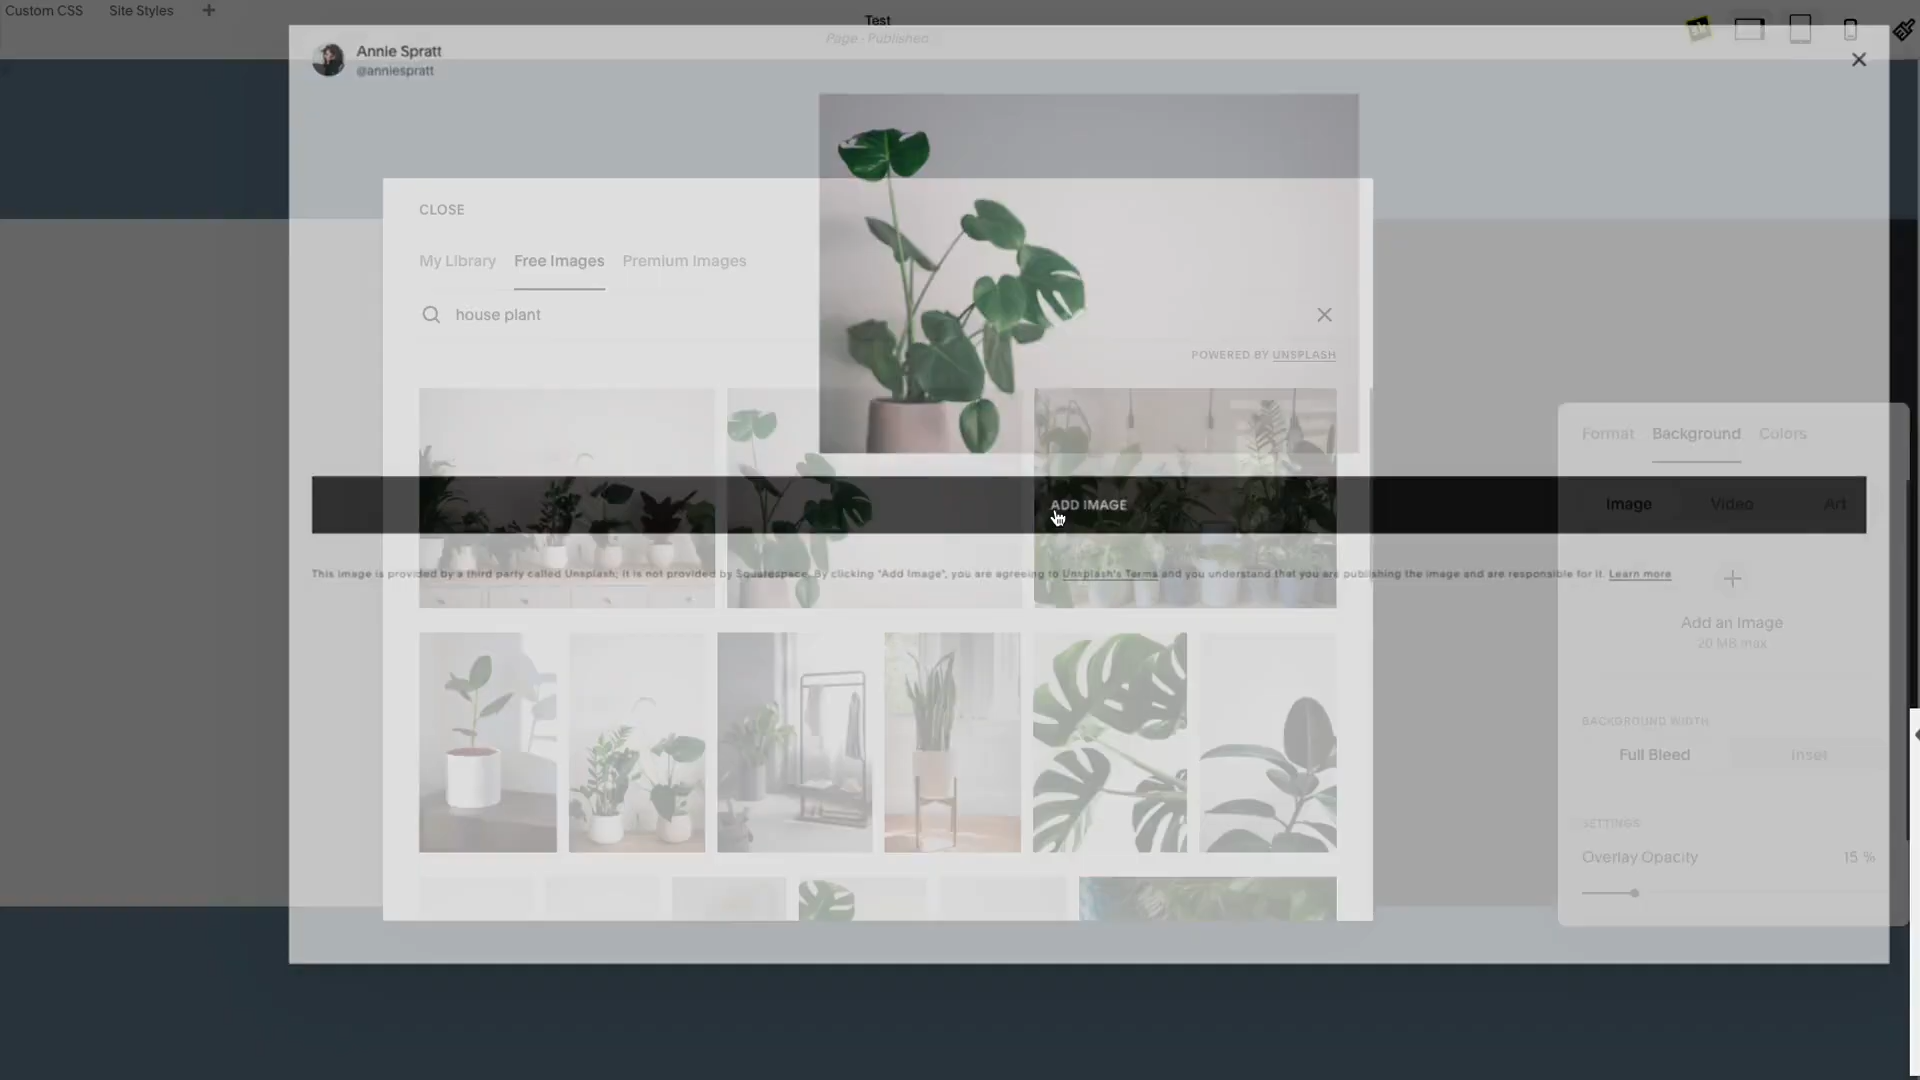 Custom CSS
Site Styles
Test
Page · Published
Annie Spratt
@anniespratt
CLOSE
My Library
Free Images
Premium Images
house plant
POWERED BY UNSPLASH
Format
Background
Colors
Image
Video
Art
ADD IMAGE
This image is provided by a third party called Unsplash; it is not provided by Squarespace. By clicking "Add Image", you are agreeing to Unsplash's Terms and you understand that you are publishing the image and are responsible for it. Learn more
Add an Image
20 MB max
BACKGROUND WIDTH
Full Bleed
Inset
SETTINGS
Overlay Opacity
15 %